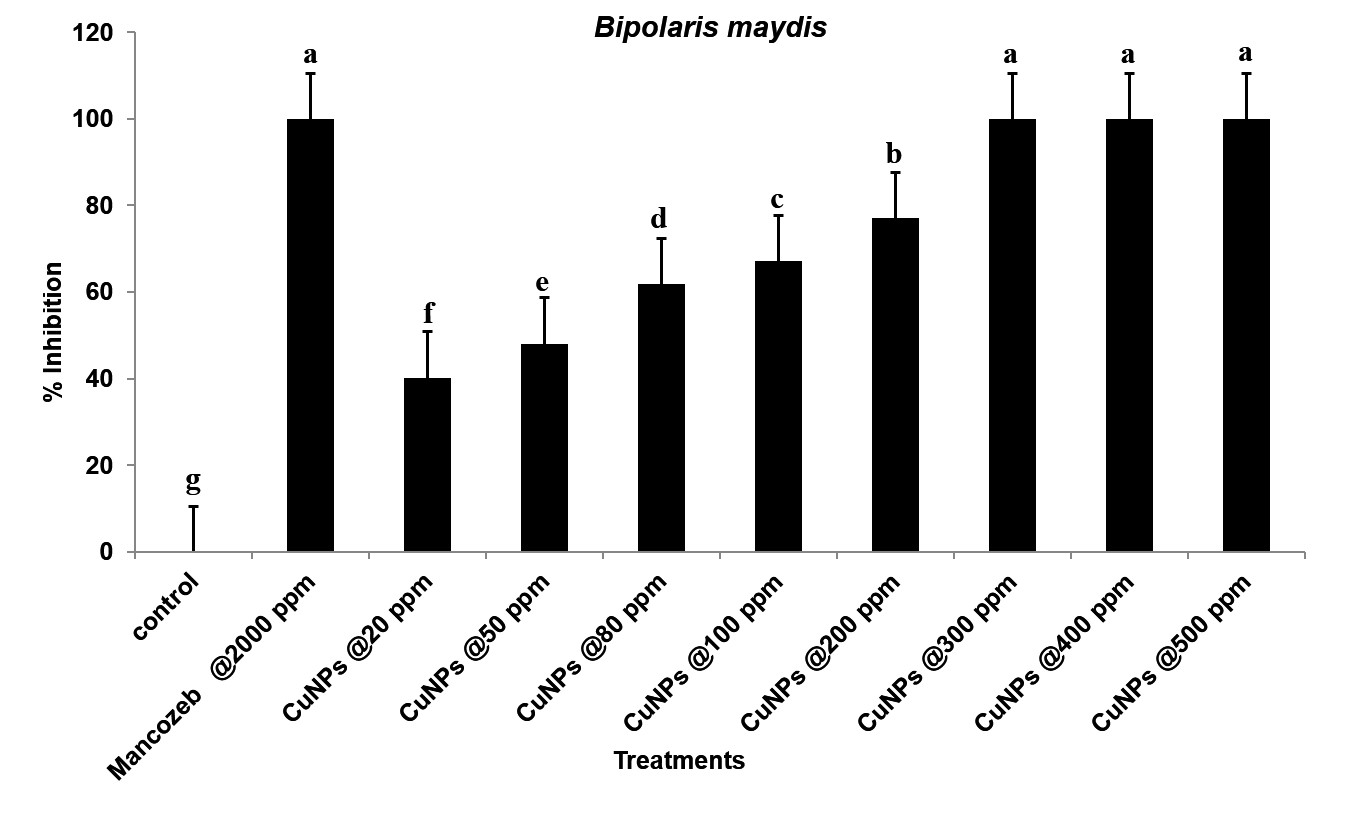 Bipolaris maydis
% Inhibition
120
100
80
60
40
20
0
g
a
f
e
d
c
b
a
a
a
control
Mancozeb @2000 ppm
CuNPs @20 ppm
CuNPs @50 ppm
CuNPs @80 ppm
CuNPs @100 ppm
CuNPs @200 ppm
CuNPs @300 ppm
CuNPs @400 ppm
CuNPs @500 ppm
Treatments